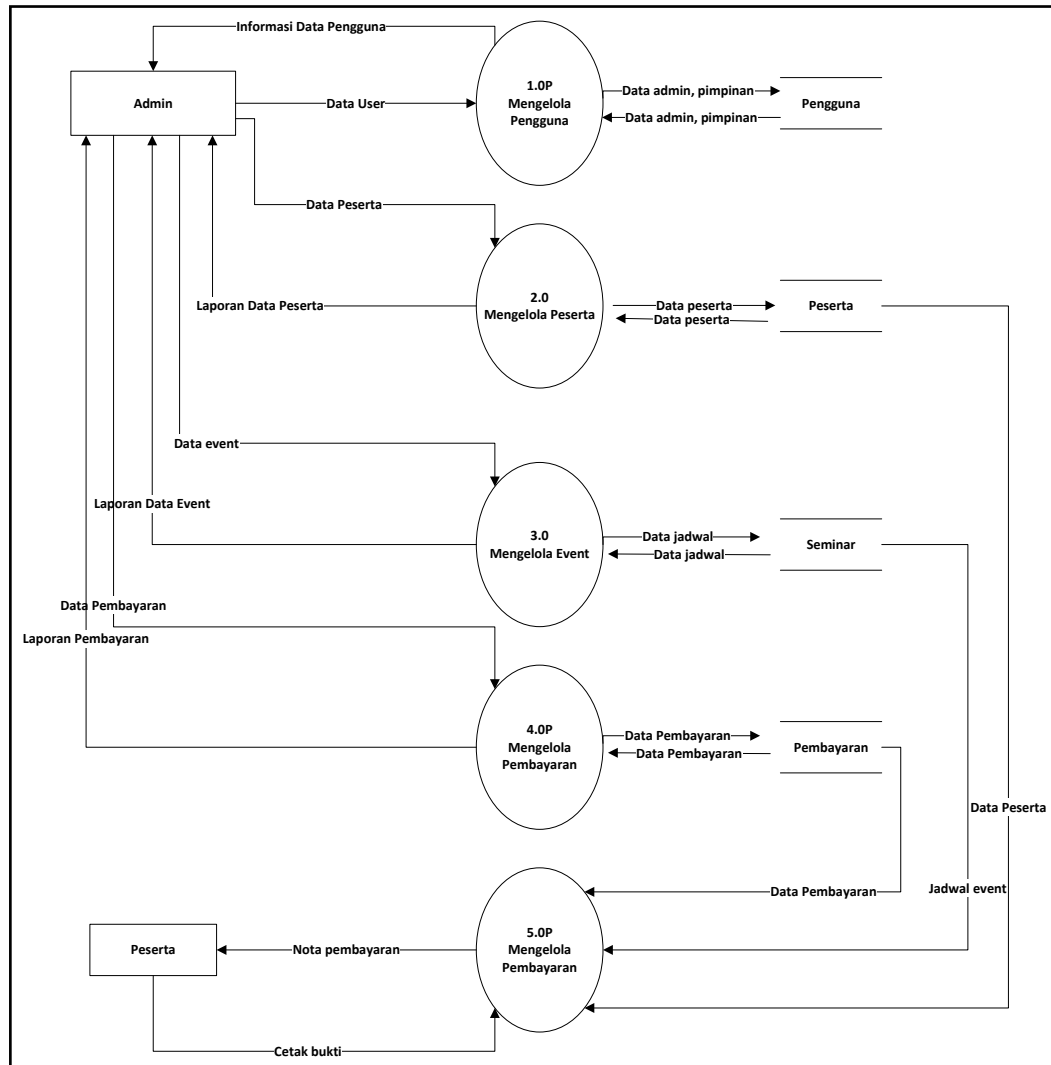 Informasi Data Pengguna
Admin
Data User
1.0P
Mengelola
Pengguna
Data admin, pimpinan
Data admin, pimpinan
Pengguna
Data Peserta
Laporan Data Peserta
2.0
Mengelola Peserta
Data peserta
Data peserta
Peserta
Data event
Laporan Data Event
3.0
Mengelola Event
Data jadwal
Data jadwal
Seminar
Data Pembayaran
Laporan Pembayaran
4.0P
Mengelola
Pembayaran
Data Pembayaran
Data Pembayaran
Pembayaran
Data Peserta
Data Pembayaran
Jadwal event
Peserta
Nota pembayaran
5.0P
Mengelola
Pembayaran
Cetak bukti